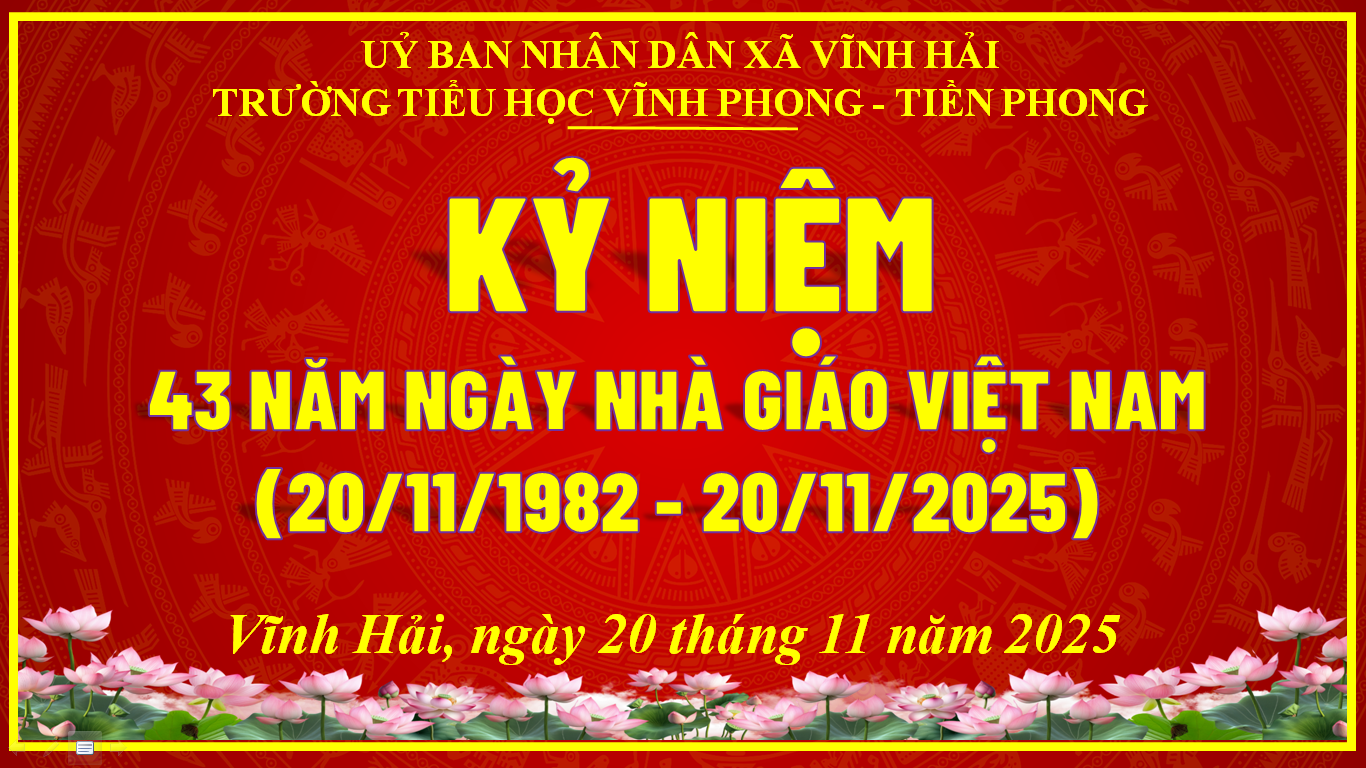 UỶ BAN NHÂN DÂN XÃ VĨNH HẢI
TRƯỜNG TIỂU HỌC VĨNH PHONG - TIỀN PHONG
KỶ NIỆM
43 NĂM NGÀY NHÀ GIÁO VIỆT NAM
(20/11/1982 - 20/11/2025)
Vĩnh Hải, ngày 20 tháng 11 năm 2025